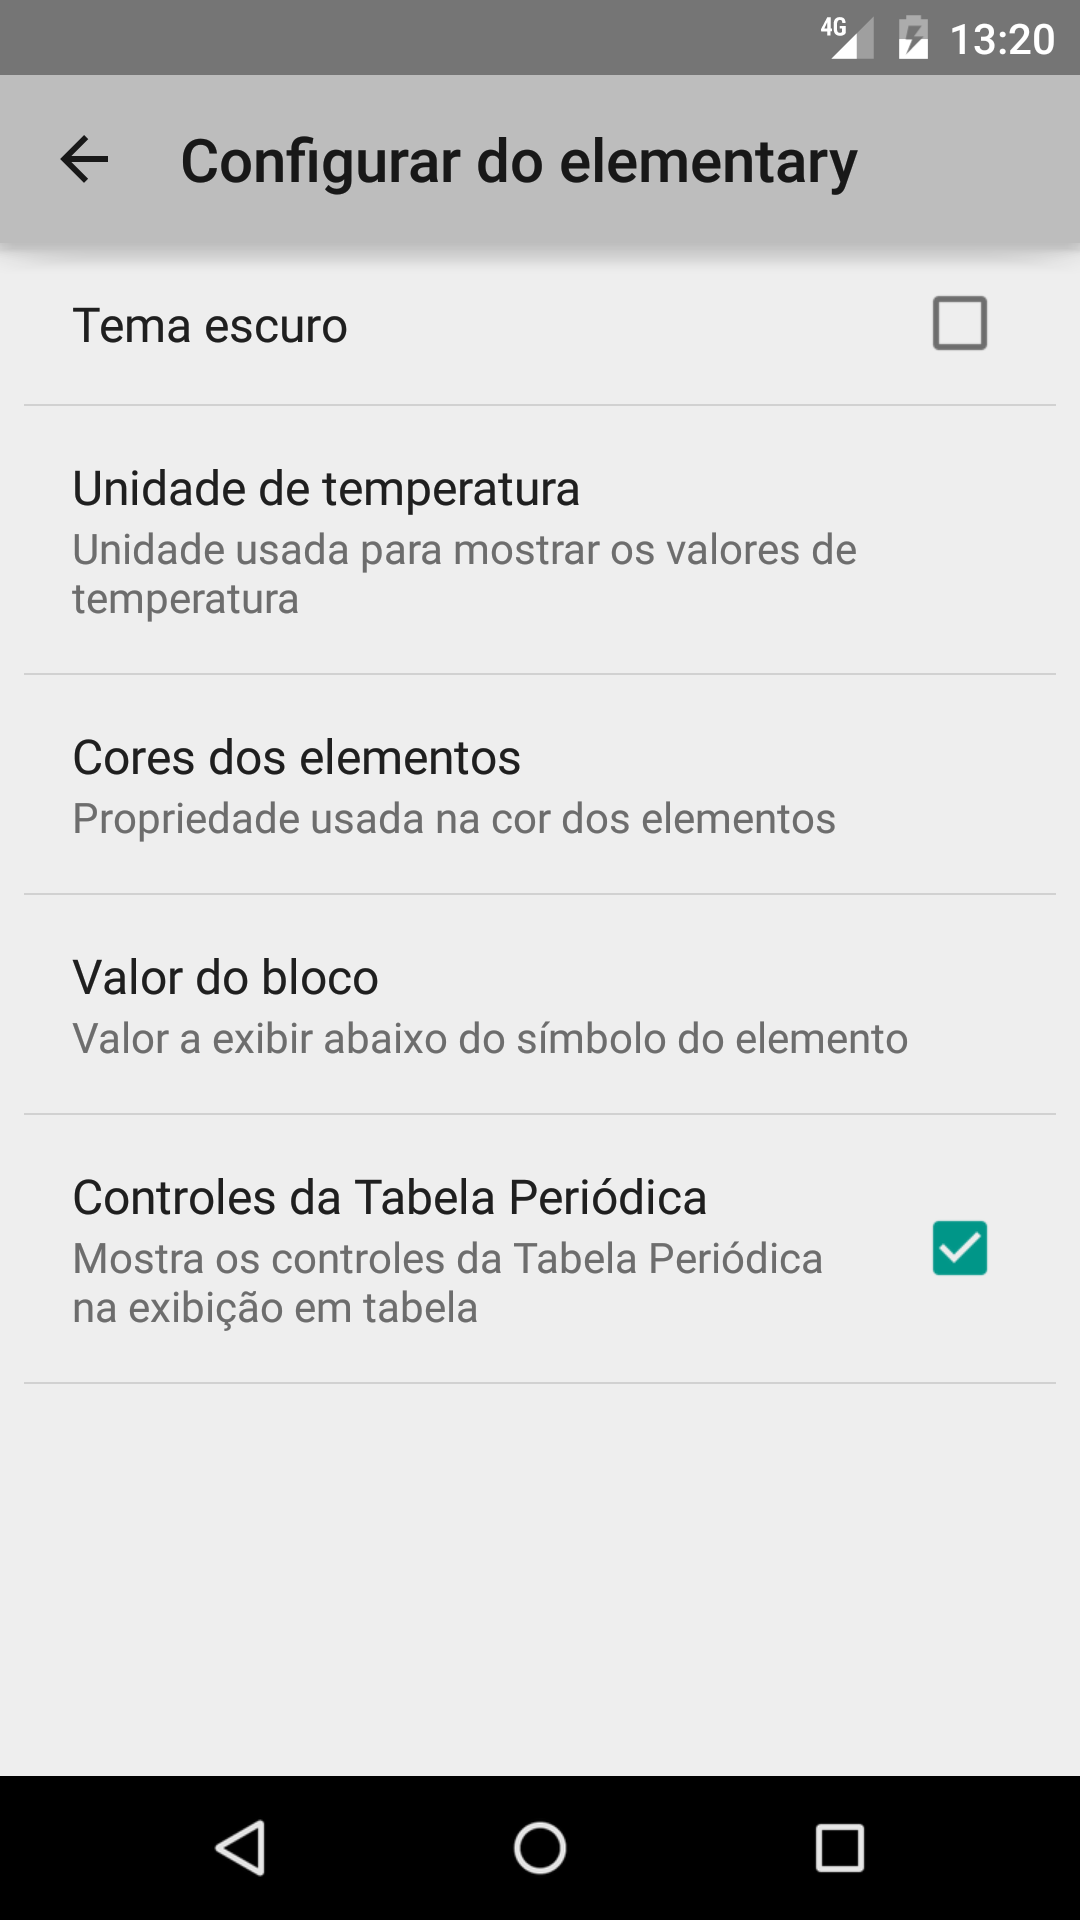 4G 13:20
Configurar do elementary
Tema escuro
Unidade de temperatura
Unidade usada para mostrar os valores de
temperatura
Cores dos elementos
Propriedade usada na cor dos elementos
Valor do bloco
Valor a exibir abaixo do símbolo do elemento
Controles da Tabela Periódica
Mostra os controles da Tabela Periódica
na exibição em tabela